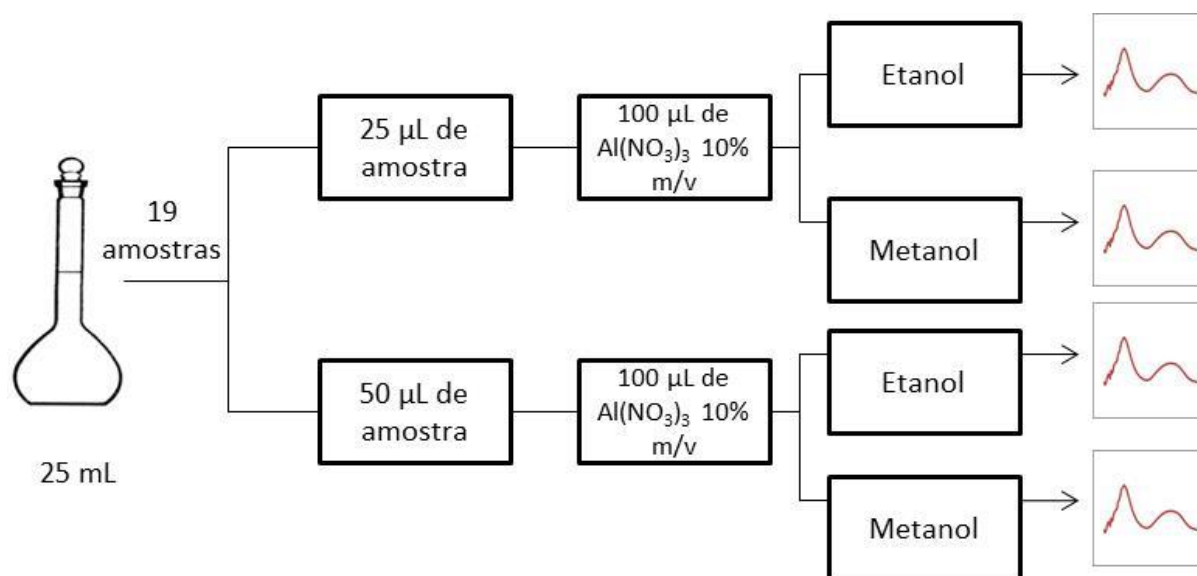 25 mL
19
amostras
25 µL de
amostra
100 µL de
Al(NO₃)₃ 10%
m/v
Etanol
Metanol
50 µL de
amostra
100 µL de
Al(NO₃)₃ 10%
m/v
Etanol
Metanol